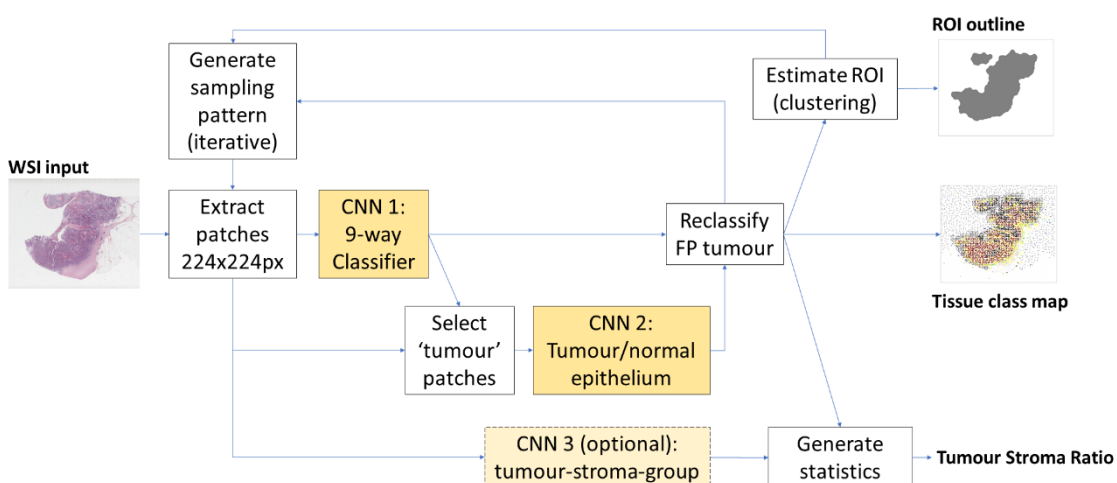 ROI outline
Generate
sampling
pattern
(iterative)
Estimate ROI
(clustering)
WSI input
Extract
patches
224x224px
CNN 1:
9-way
Classifier
Reclassify
FP tumour
Tissue class map
Select
‘tumour’
patches
CNN 2:
Tumour/normal
epithelium
CNN 3 (optional):
tumour-stroma-group
Generate
statistics
Tumour Stroma Ratio